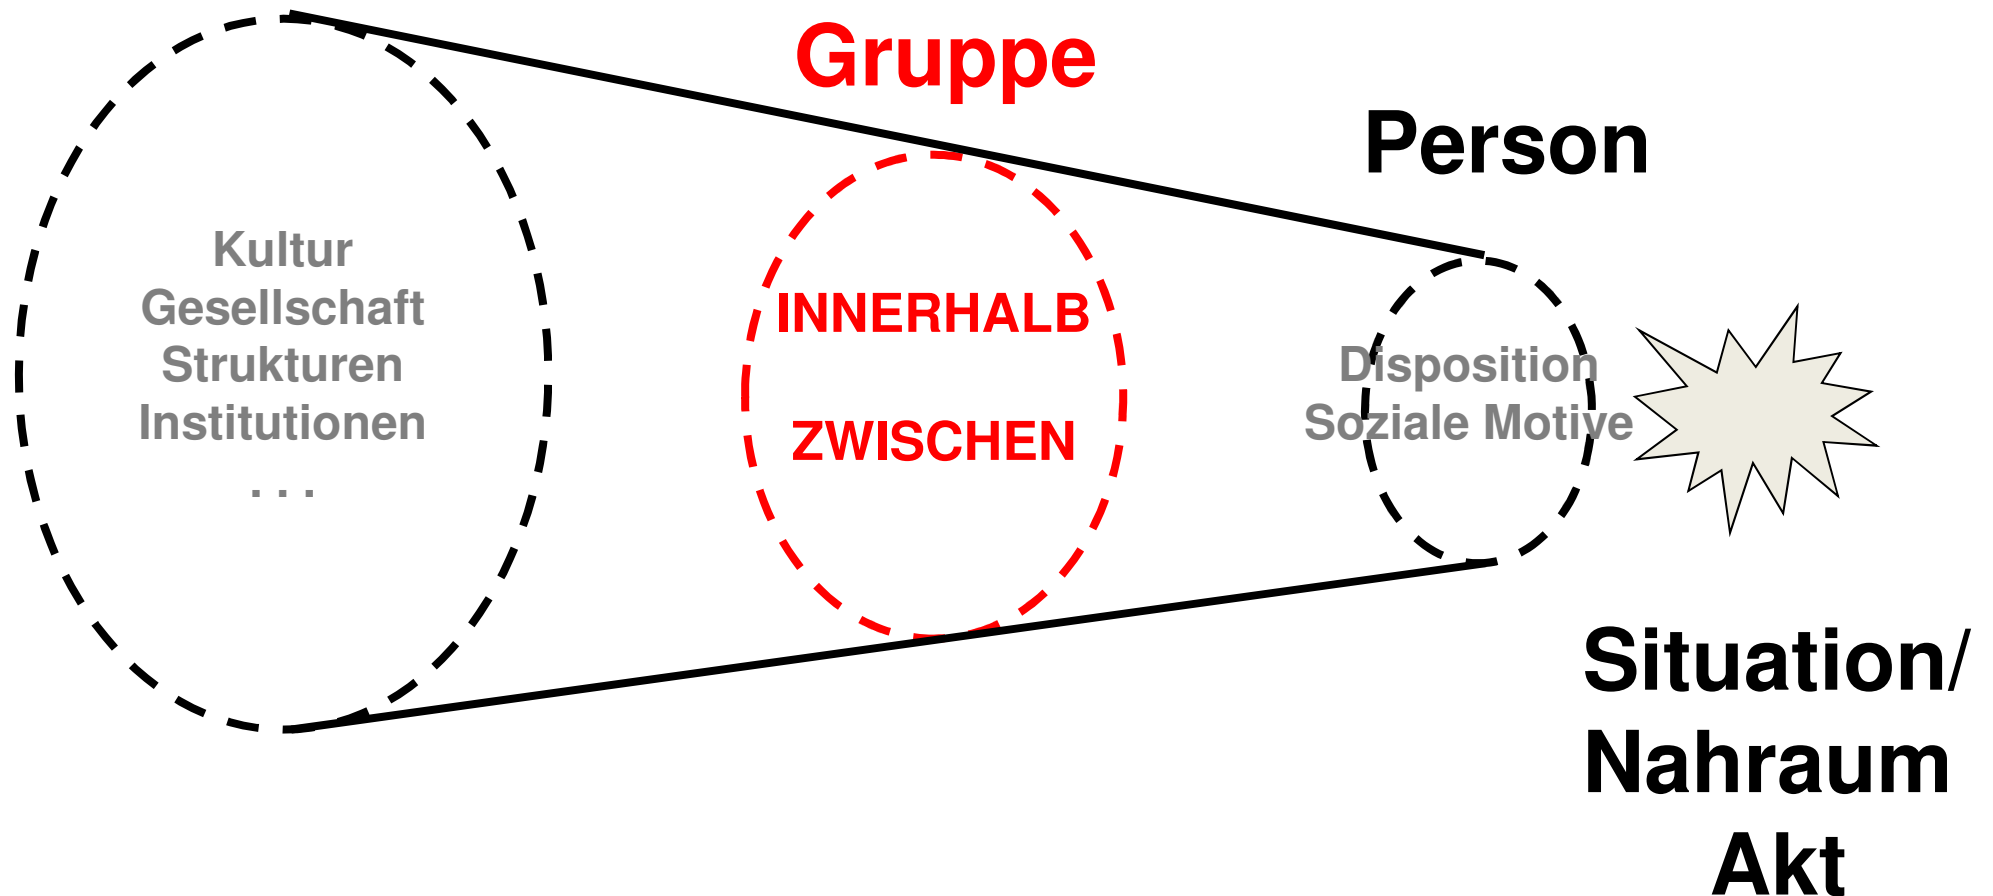 Gruppe
Person
Kultur
Gesellschaft
Strukturen
Institutionen
. . .
INNERHALB
ZWISCHEN
Disposition
Soziale Motive
Situation/
Nahraum
Akt